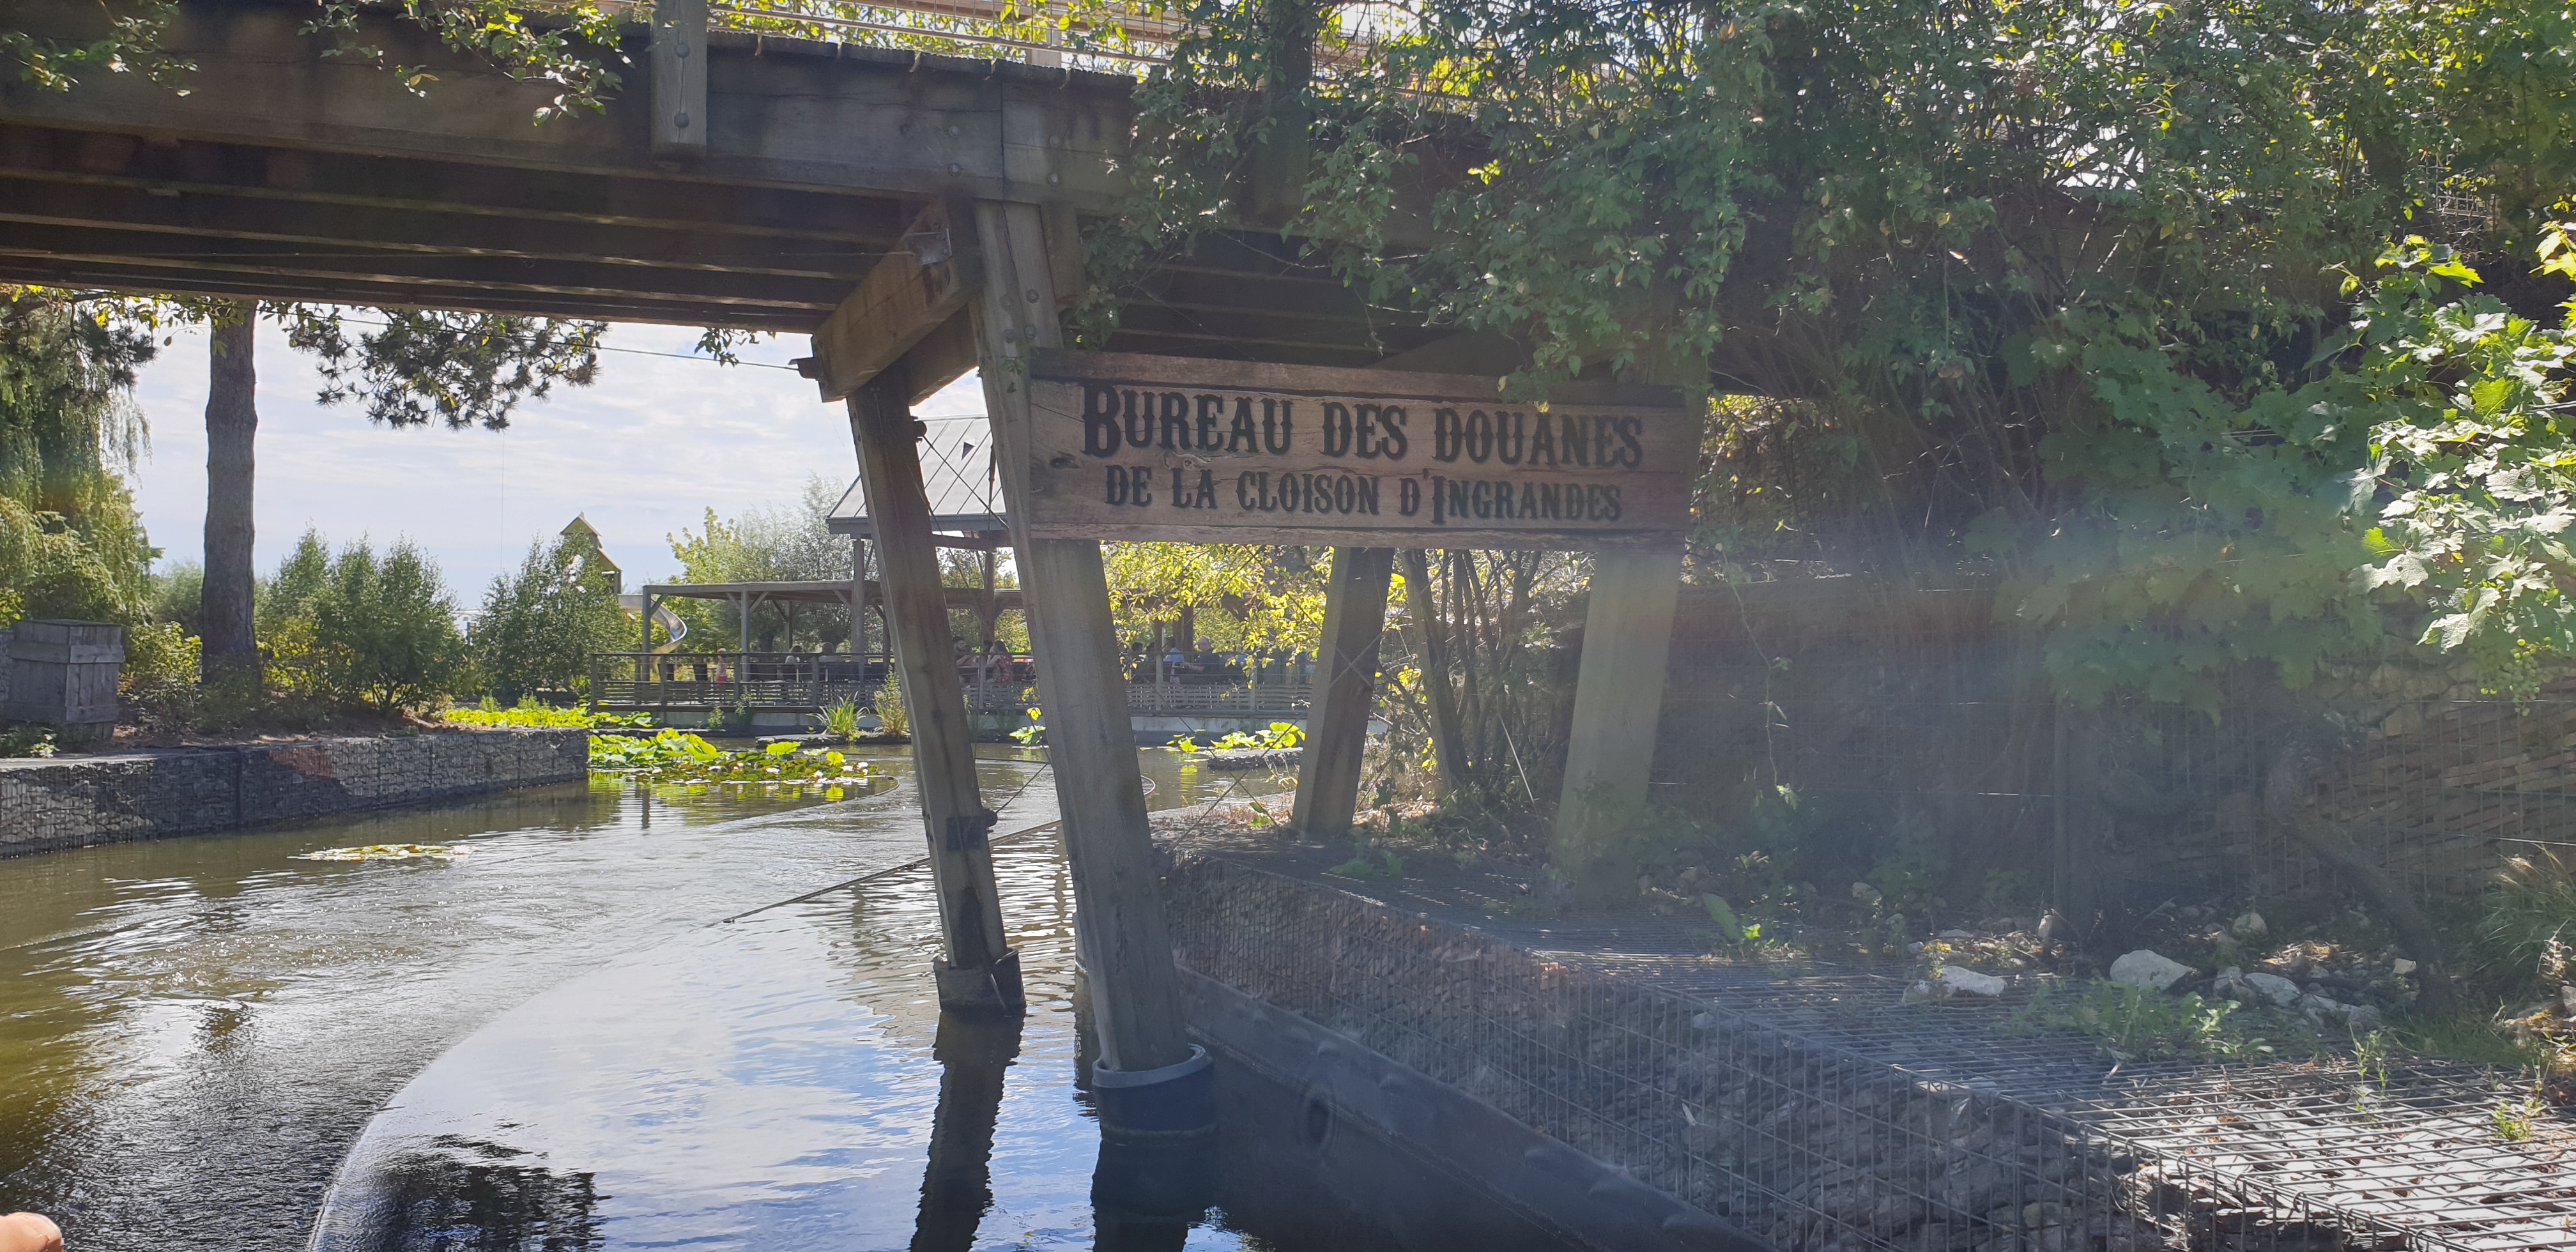 BUREAU DES DOUANES
DE LA CLOISON D'INGRANDES